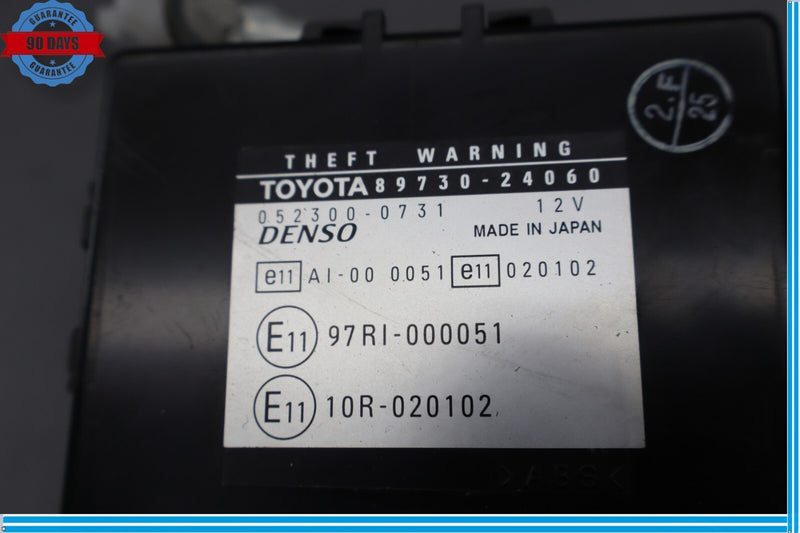 GUARANTEE
90 DAYS
GUARANTEE
2.F
25
THEFT WARNING
TOYOTA 89730-24060
052300-0731 12V
DENSO MADE IN JAPAN
e11 AI-00 0051 e11 020102
E11 97RI-000051
E11 10R-020102
>ABS<